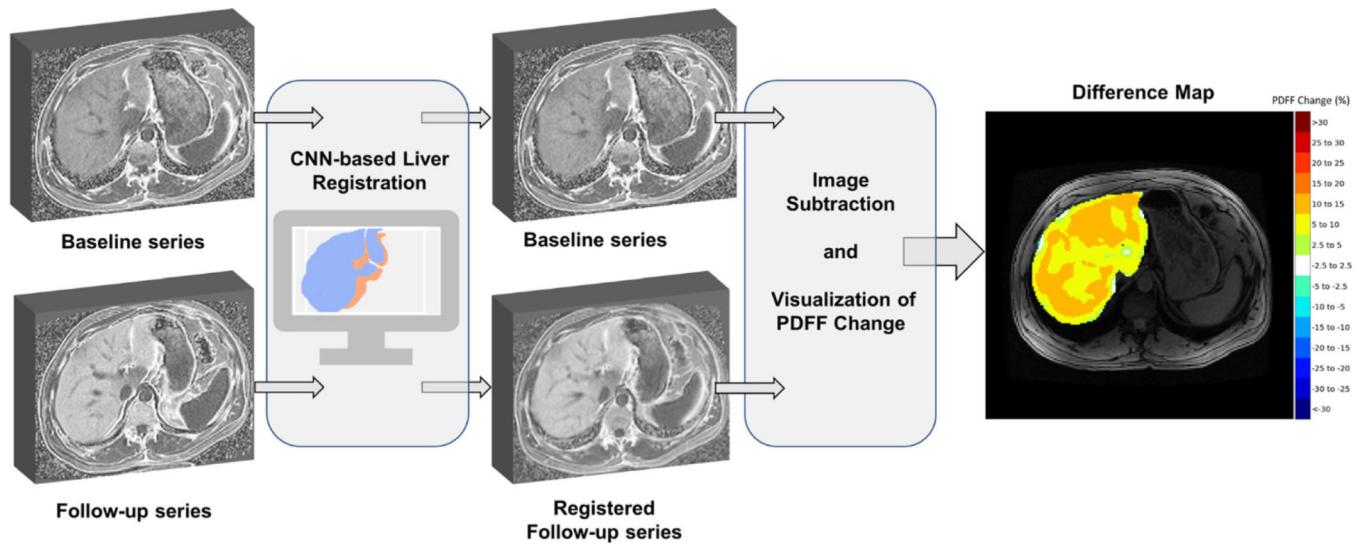 Baseline series
Follow-up series
CNN-based Liver
Registration
Baseline series
Registered
Follow-up series
Image
Subtraction
and
Visualization of
PDFF Change
Difference Map
PDFF Change (%)
>30
25 to 30
20 to 25
15 to 20
10 to 15
5 to 10
2.5 to 5
-2.5 to 2.5
-5 to -2.5
-10 to -5
-15 to -10
-20 to -15
-25 to -20
-30 to -25
<-30